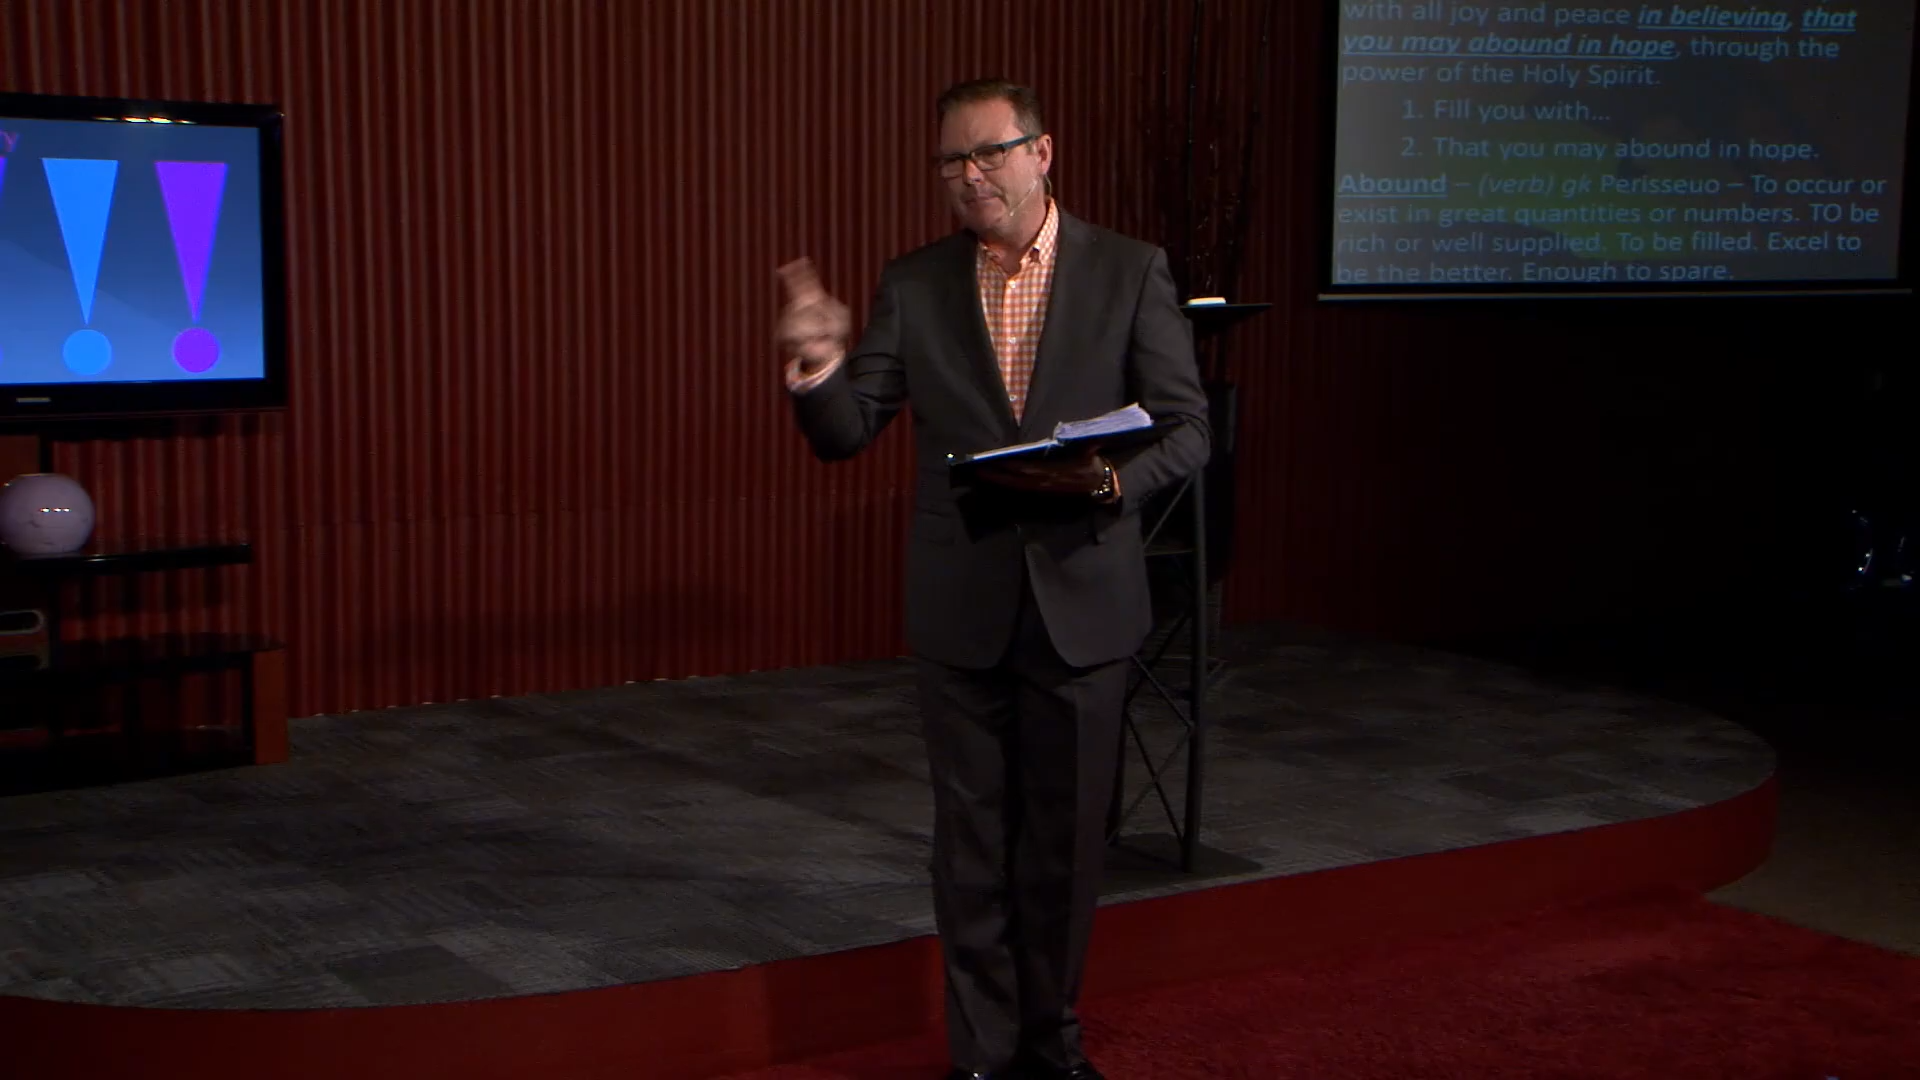 y
with all joy and peace in believing, that
you may abound in hope, through the
power of the Holy Spirit.
1. Fill you with...
2. That you may abound in hope.
Abound – (verb) gk Perisseuo – To occur or
exist in great quantities or numbers. TO be
rich or well supplied. To be filled. Excel to
be the better. Enough to spare.